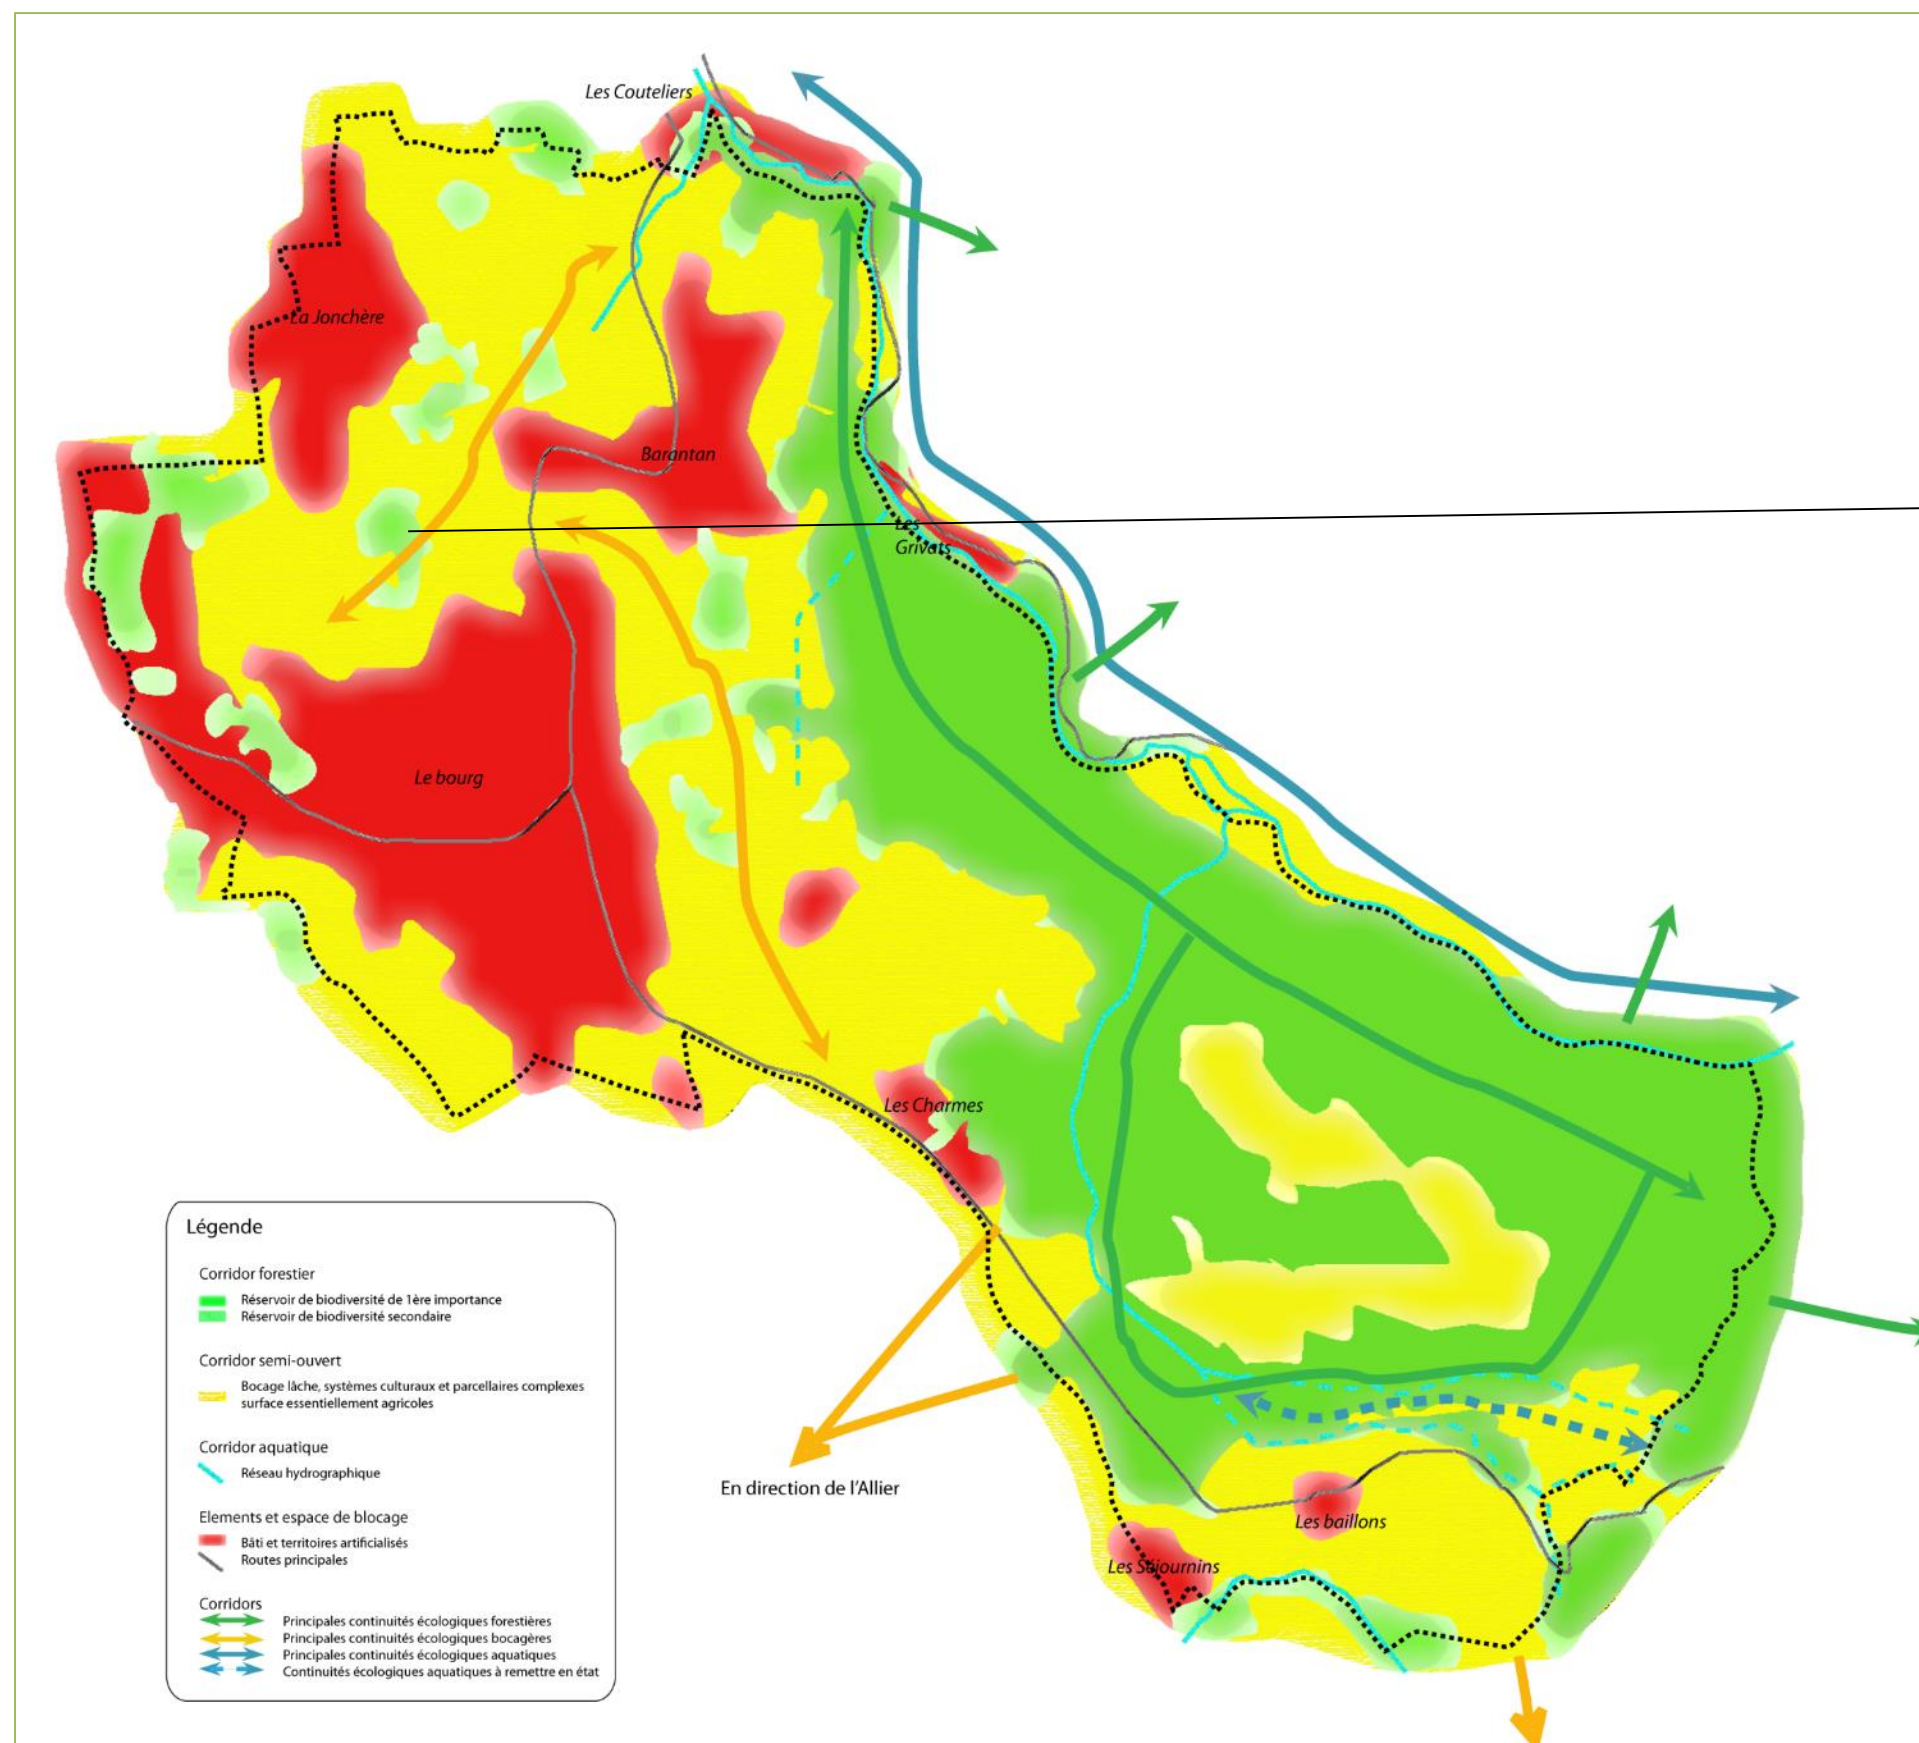 Les Couteliers
La Jonchère
Barantan
Les
Grivats
Le bourg
Les Charmes
En direction de l'Allier
Les baillons
Les Séjournins
Légende
Corridor forestier
Réservoir de biodiversité de 1ère importance
Réservoir de biodiversité secondaire
Corridor semi-ouvert
Bocage lâche, systèmes culturaux et parcellaires complexes
surface essentiellement agricoles
Corridor aquatique
Réseau hydrographique
Elements et espace de blocage
Bâti et territoires artificialisés
Routes principales
Corridors
Principales continuités écologiques forestières
Principales continuités écologiques bocagères
Principales continuités écologiques aquatiques
Continuités écologiques aquatiques à remettre en état